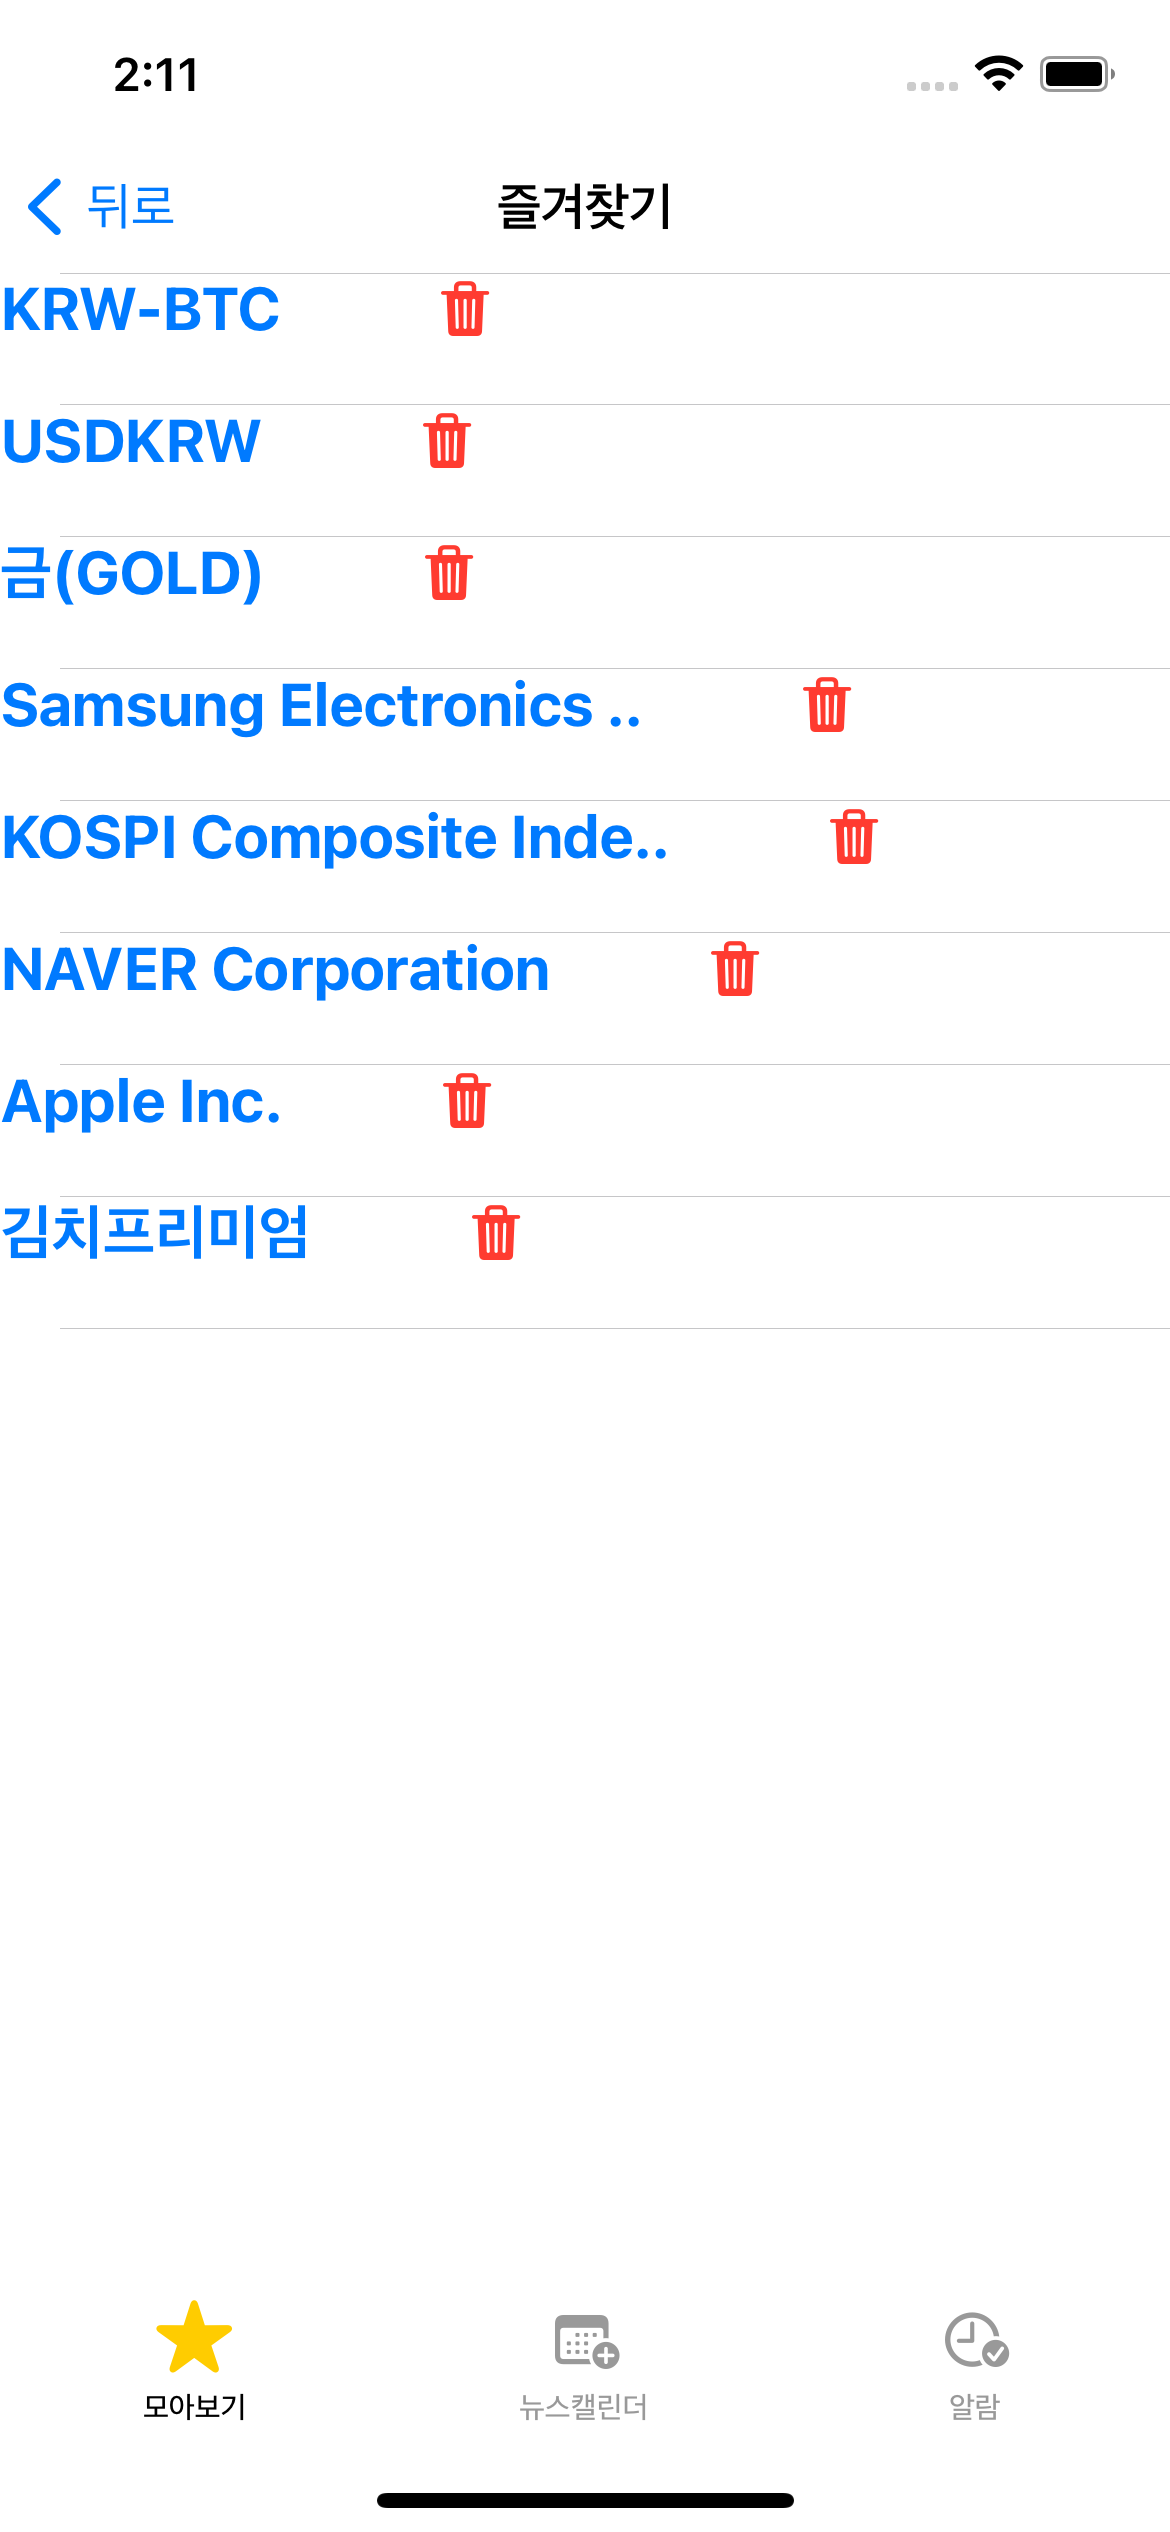 2:11
뒤로
즐겨찾기
KRW-BTC
USDKRW
금(GOLD)
Samsung Electronics ..
KOSPI Composite Inde..
NAVER Corporation
Apple Inc.
김치프리미엄
모아보기
뉴스캘린더
알람